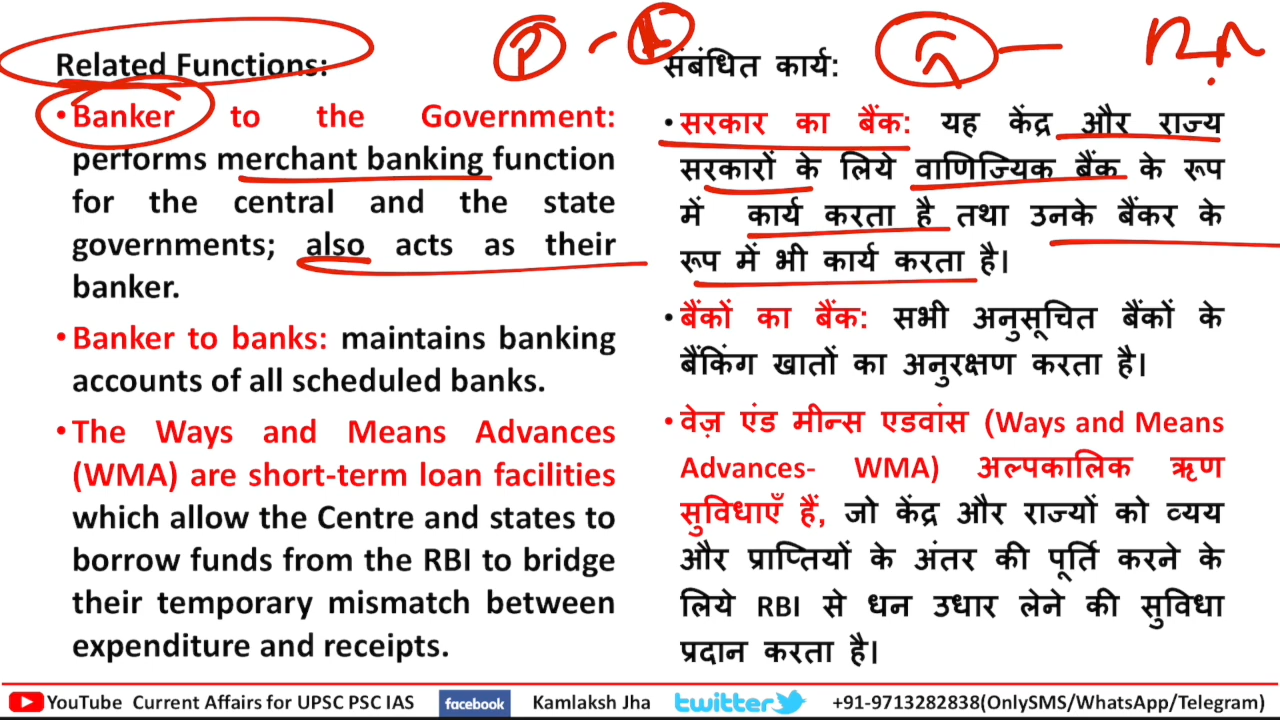 Related Functions:
• Banker to the Government:
performs merchant banking function
for the central and the state
governments; also acts as their
banker.
• Banker to banks: maintains banking
accounts of all scheduled banks.
• The Ways and Means Advances
(WMA) are short-term loan facilities
which allow the Centre and states to
borrow funds from the RBI to bridge
their temporary mismatch between
expenditure and receipts.
P
संबंधित कार्य:
• सरकार का बैंक: यह केंद्र और राज्य
सरकारों के लिये वाणिज्यिक बैंक के रूप
में कार्य करता है तथा उनके बैंकर के
रूप में भी कार्य करता है।
• बैंकों का बैंक: सभी अनुसूचित बैंकों के
बैंकिंग खातों का अनुरक्षण करता है।
• वेज़ एंड मीन्स एडवांस (Ways and Means
Advances- WMA) अल्पकालिक ऋण
सुविधाएँ हैं, जो केंद्र और राज्यों को व्यय
और प्राप्तियों के अंतर की पूर्ति करने के
लिये RBI से धन उधार लेने की सुविधा
प्रदान करता है।
YouTube Current Affairs for UPSC PSC IAS facebook Kamlaksh Jha twitter +91-9713282838(OnlySMS/WhatsApp/Telegram)